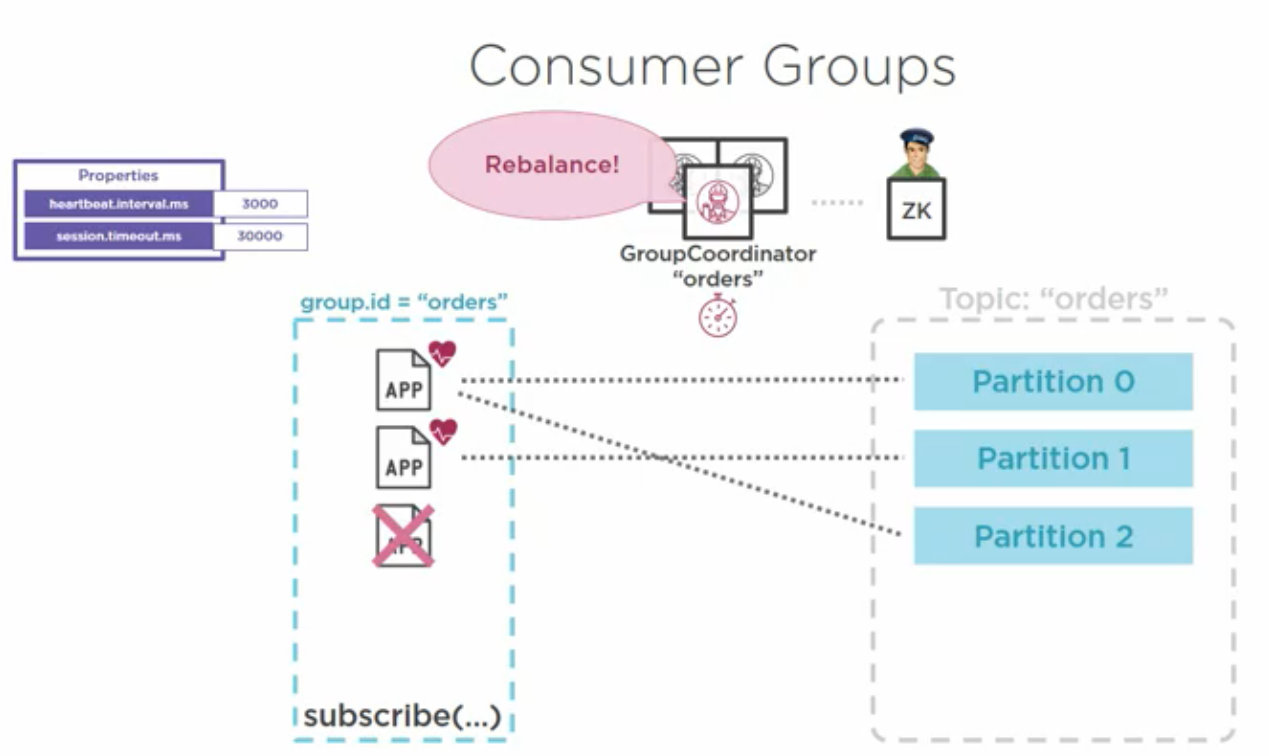 Consumer Groups
Rebalance!
Properties
heartbeat.interval.ms 3000
session.timeout.ms 30000
ZK
GroupCoordinator
“orders”
group.id = “orders”
Topic: “orders”
APP
Partition 0
APP
Partition 1
APP
Partition 2
subscribe(...)